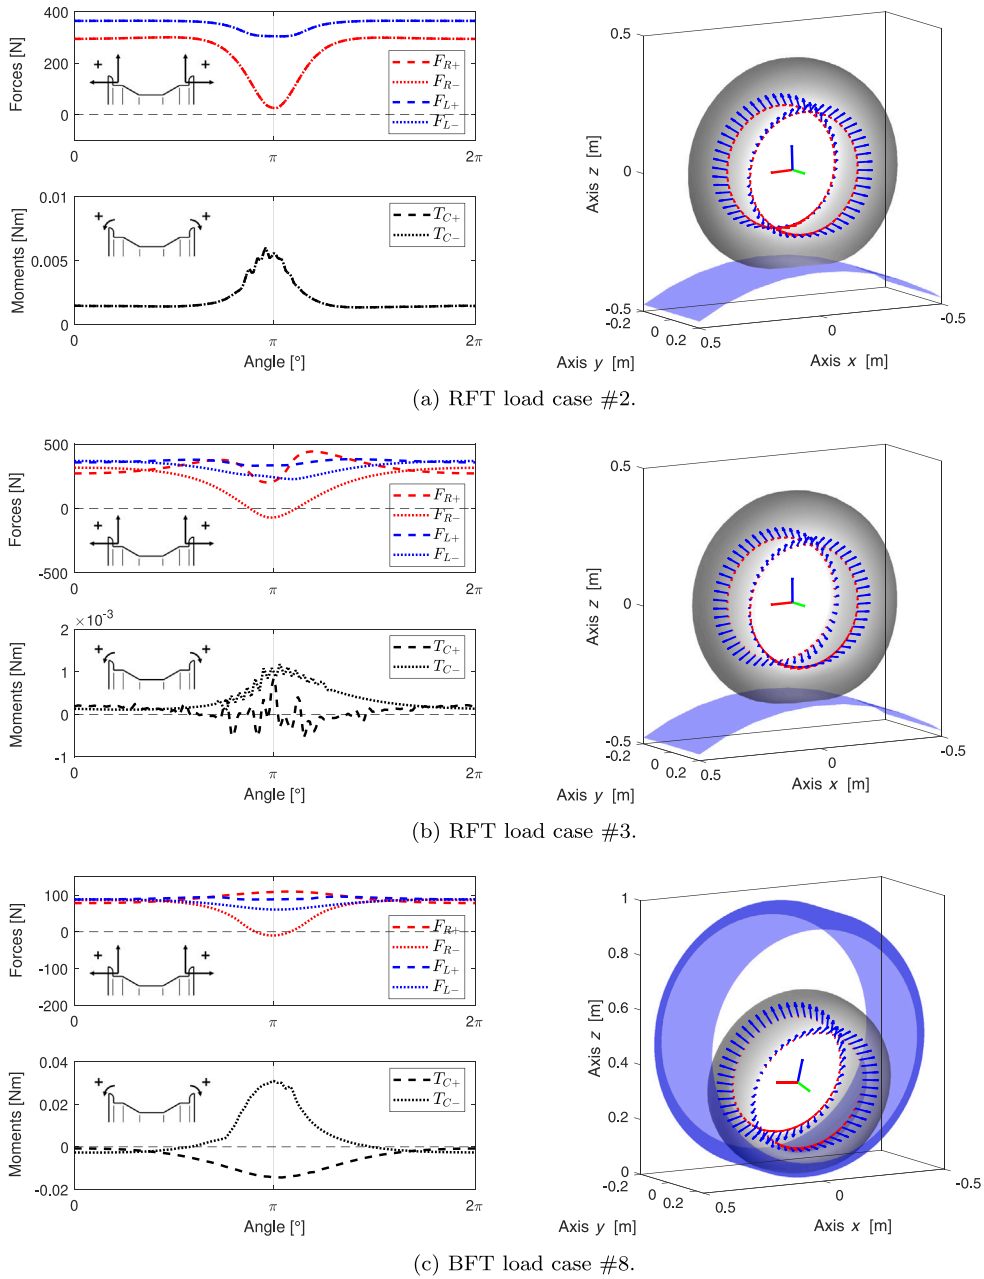 400
200
0
Forces [N]
+
+
F_{R+}
F_{R−}
F_{L+}
F_{L−}
0
π
2π
0.01
0.005
0
Moments [Nm]
+
+
T_{C+}
T_{C−}
0
π
2π
Angle [°]
0.5
0
-0.5
Axis z [m]
-0.2
0
0.2
0.5
0
-0.5
Axis y [m]
Axis x [m]
(a) RFT load case #2.
500
0
-500
Forces [N]
+
+
F_{R+}
F_{R−}
F_{L+}
F_{L−}
0
π
2π
×10^{-3}
2
1
0
-1
Moments [Nm]
+
+
T_{C+}
T_{C−}
0
π
2π
Angle [°]
0.5
0
-0.5
Axis z [m]
-0.2
0
0.2
0.5
0
-0.5
Axis y [m]
Axis x [m]
(b) RFT load case #3.
100
0
-100
-200
Forces [N]
+
+
F_{R+}
F_{R−}
F_{L+}
F_{L−}
0
π
2π
0.04
0.02
0
-0.02
Moments [Nm]
+
+
T_{C+}
T_{C−}
0
π
2π
Angle [°]
1
0.8
0.6
0.4
0.2
0
Axis z [m]
-0.2
0
0.2
0.5
0
-0.5
Axis y [m]
Axis x [m]
(c) BFT load case #8.